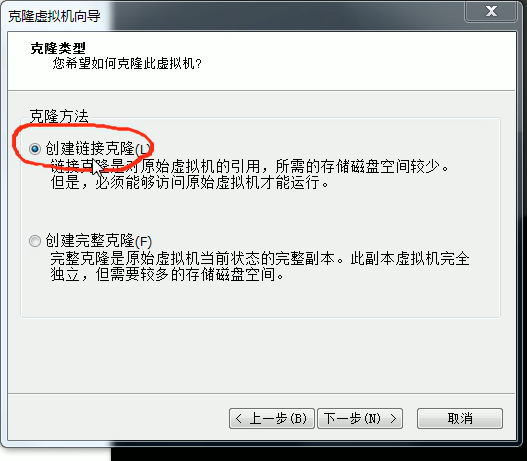 克隆虚拟机向导
克隆类型
您希望如何克隆此虚拟机?
克隆方法
创建链接克隆(L)
链接克隆是对原始虚拟机的引用，所需的存储磁盘空间较少。
但是，必须能够访问原始虚拟机才能运行。
创建完整克隆(F)
完整克隆是原始虚拟机当前状态的完整副本。此副本虚拟机完全
独立，但需要较多的存储磁盘空间。
< 上一步(B) 下一步(N) > 取消